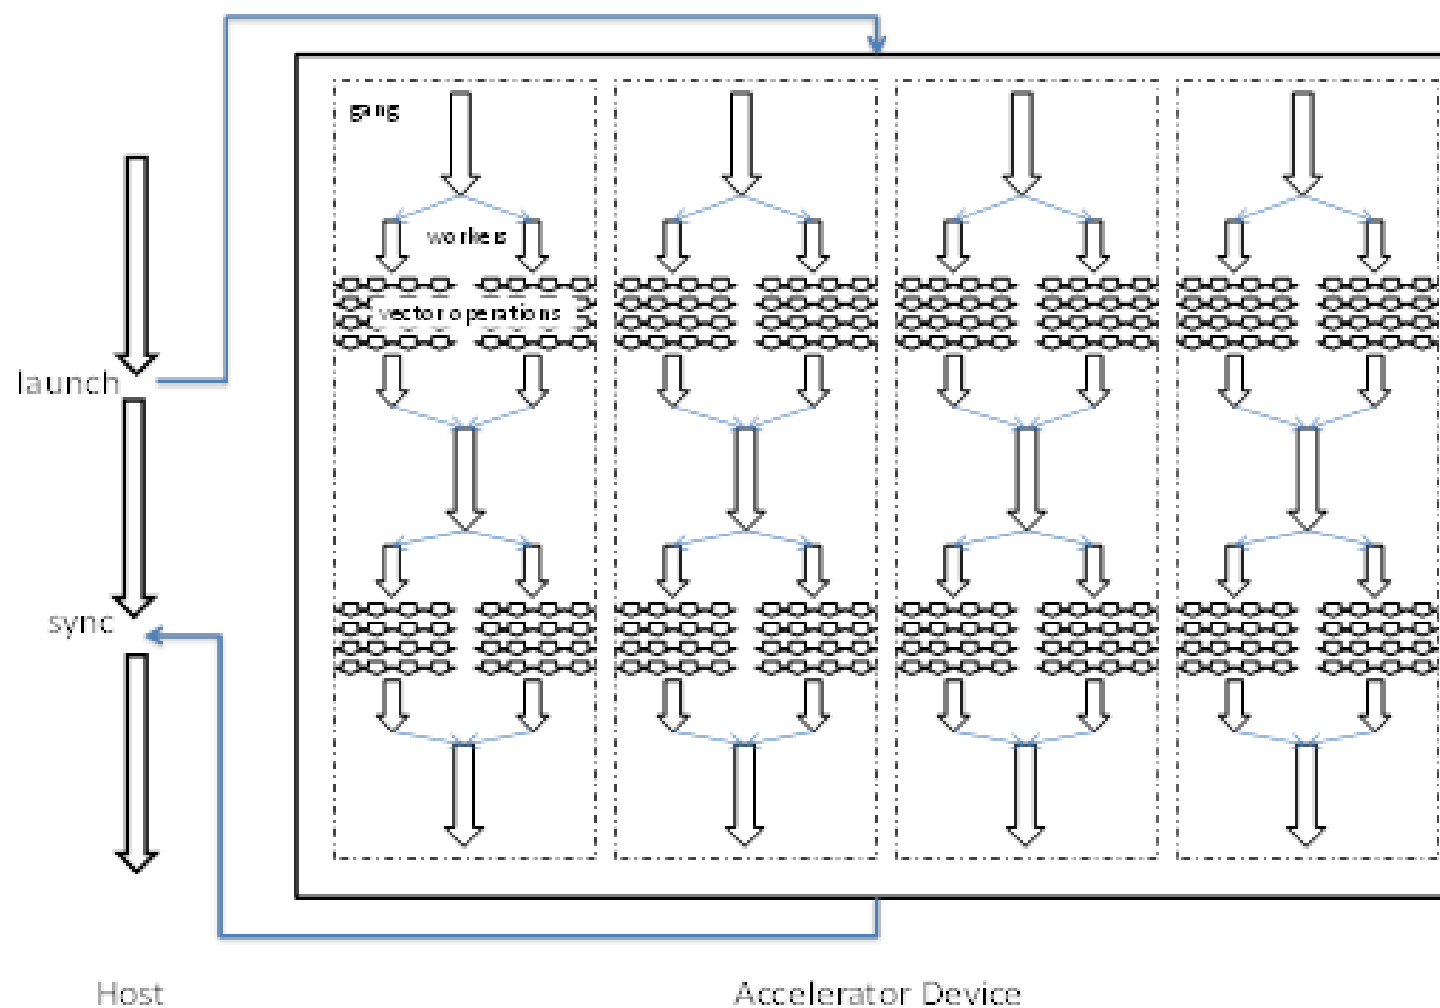 gang
workers
vector operations
launch
sync
Host
Accelerator Device